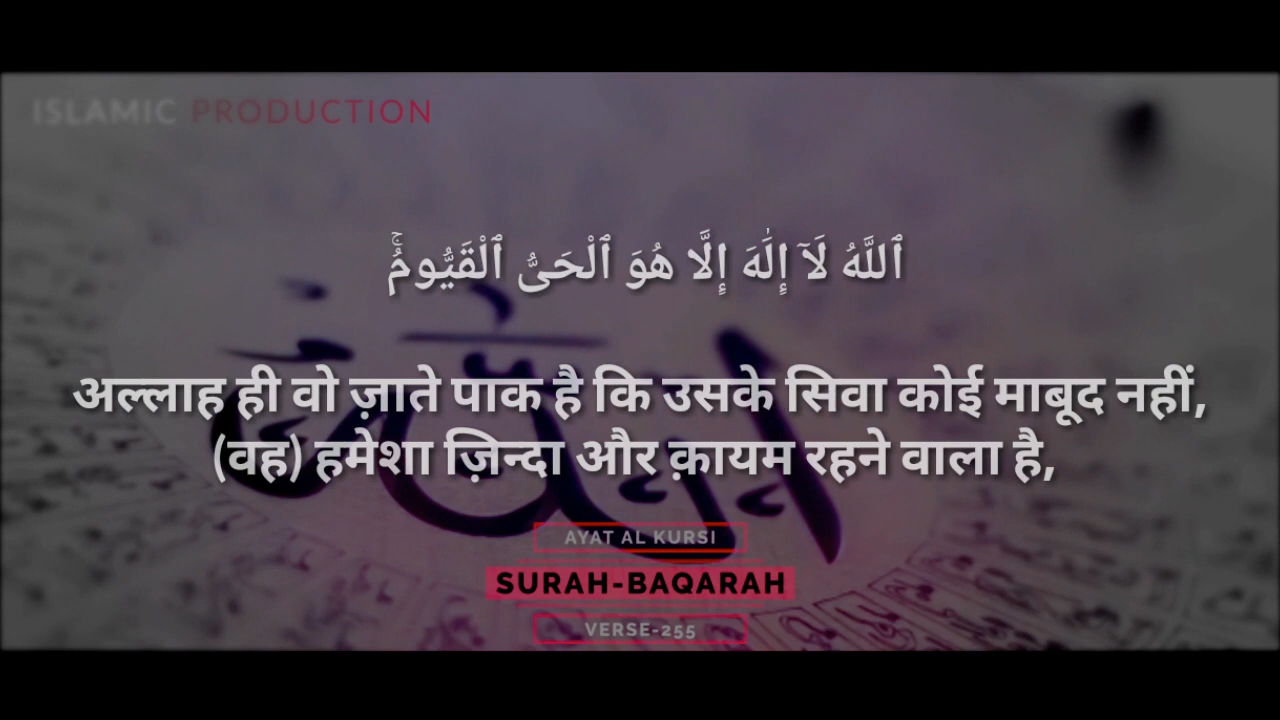 ISLAMIC PRODUCTION
ٱللَّهُ لَآ إِلَٰهَ إِلَّا هُوَ ٱلْحَىُّ ٱلْقَيُّومُۚ
अल्लाह ही वो ज़ाते पाक है कि उसके सिवा कोई माबूद नहीं,
(वह) हमेशा ज़िन्दा और क़ायम रहने वाला है,
AYAT AL KURSI
SURAH-BAQARAH
VERSE-255